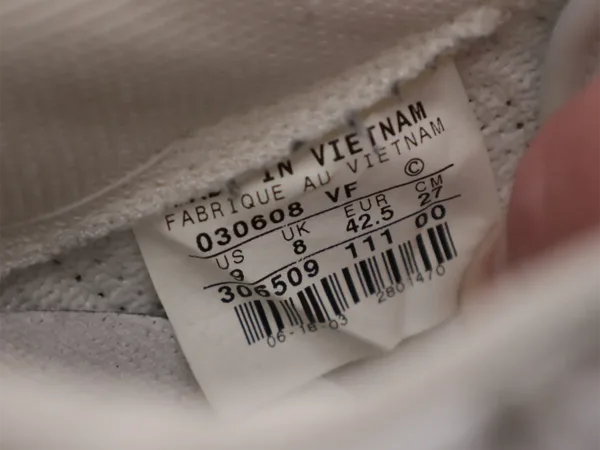 IN VIETNAM
FABRIQUE AU VIETNAM
030608 VF ©
US UK EUR CM
9 8 42.5 27
306509 111 00
06-18-03 2801470